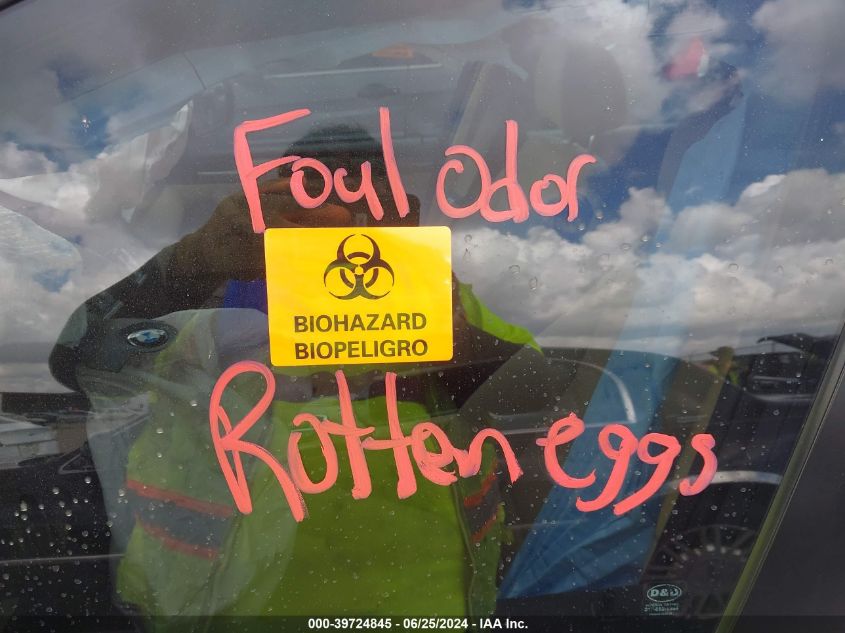 Foul odor
BIOHAZARD
BIOPELIGRO
Rotten eggs
D&D
000-39724845 - 06/25/2024 - IAA Inc.